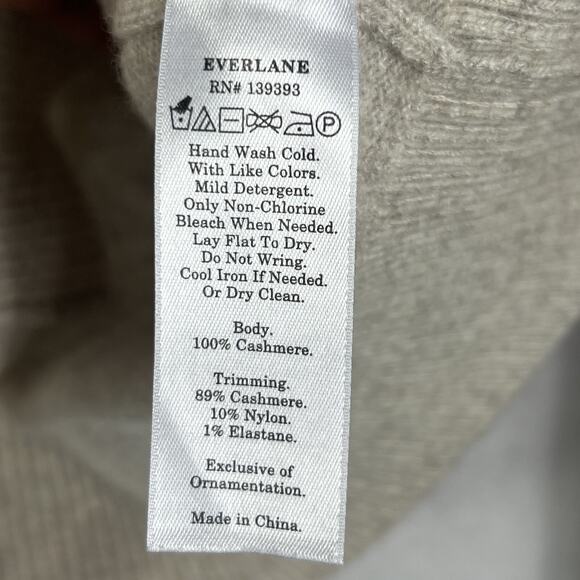 EVERLANE
RN# 139393
P
Hand Wash Cold.
With Like Colors.
Mild Detergent.
Only Non-Chlorine
Bleach When Needed.
Lay Flat To Dry.
Do Not Wring.
Cool Iron If Needed.
Or Dry Clean.
Body.
100% Cashmere.
Trimming.
89% Cashmere.
10% Nylon.
1% Elastane.
Exclusive of
Ornamentation.
Made in China.